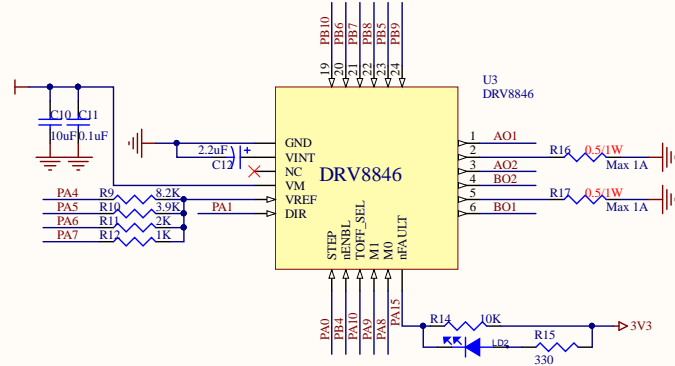 PB10
PB6
PB7
PB8
PB5
PB9
19
20
21
22
23
24
U3
DRV8846
C10
C11
10uF
0.1uF
2.2uF
C12
GND
VINT
NC
VM
VREF
DIR
DRV8846
1
2
3
4
5
6
AO1
R16
0.5/1W
Max 1A
AO2
BO2
R17
0.5/1W
Max 1A
BO1
PA4
R9
8.2K
PA5
R10
3.9K
PA1
PA6
R11
2K
PA7
R12
1K
STEP
nENBL
TOFF_SEL
M1
M0
nFAULT
PA0
PB4
PA10
PA9
PA8
PA15
R14
10K
3V3
LD2
R15
330